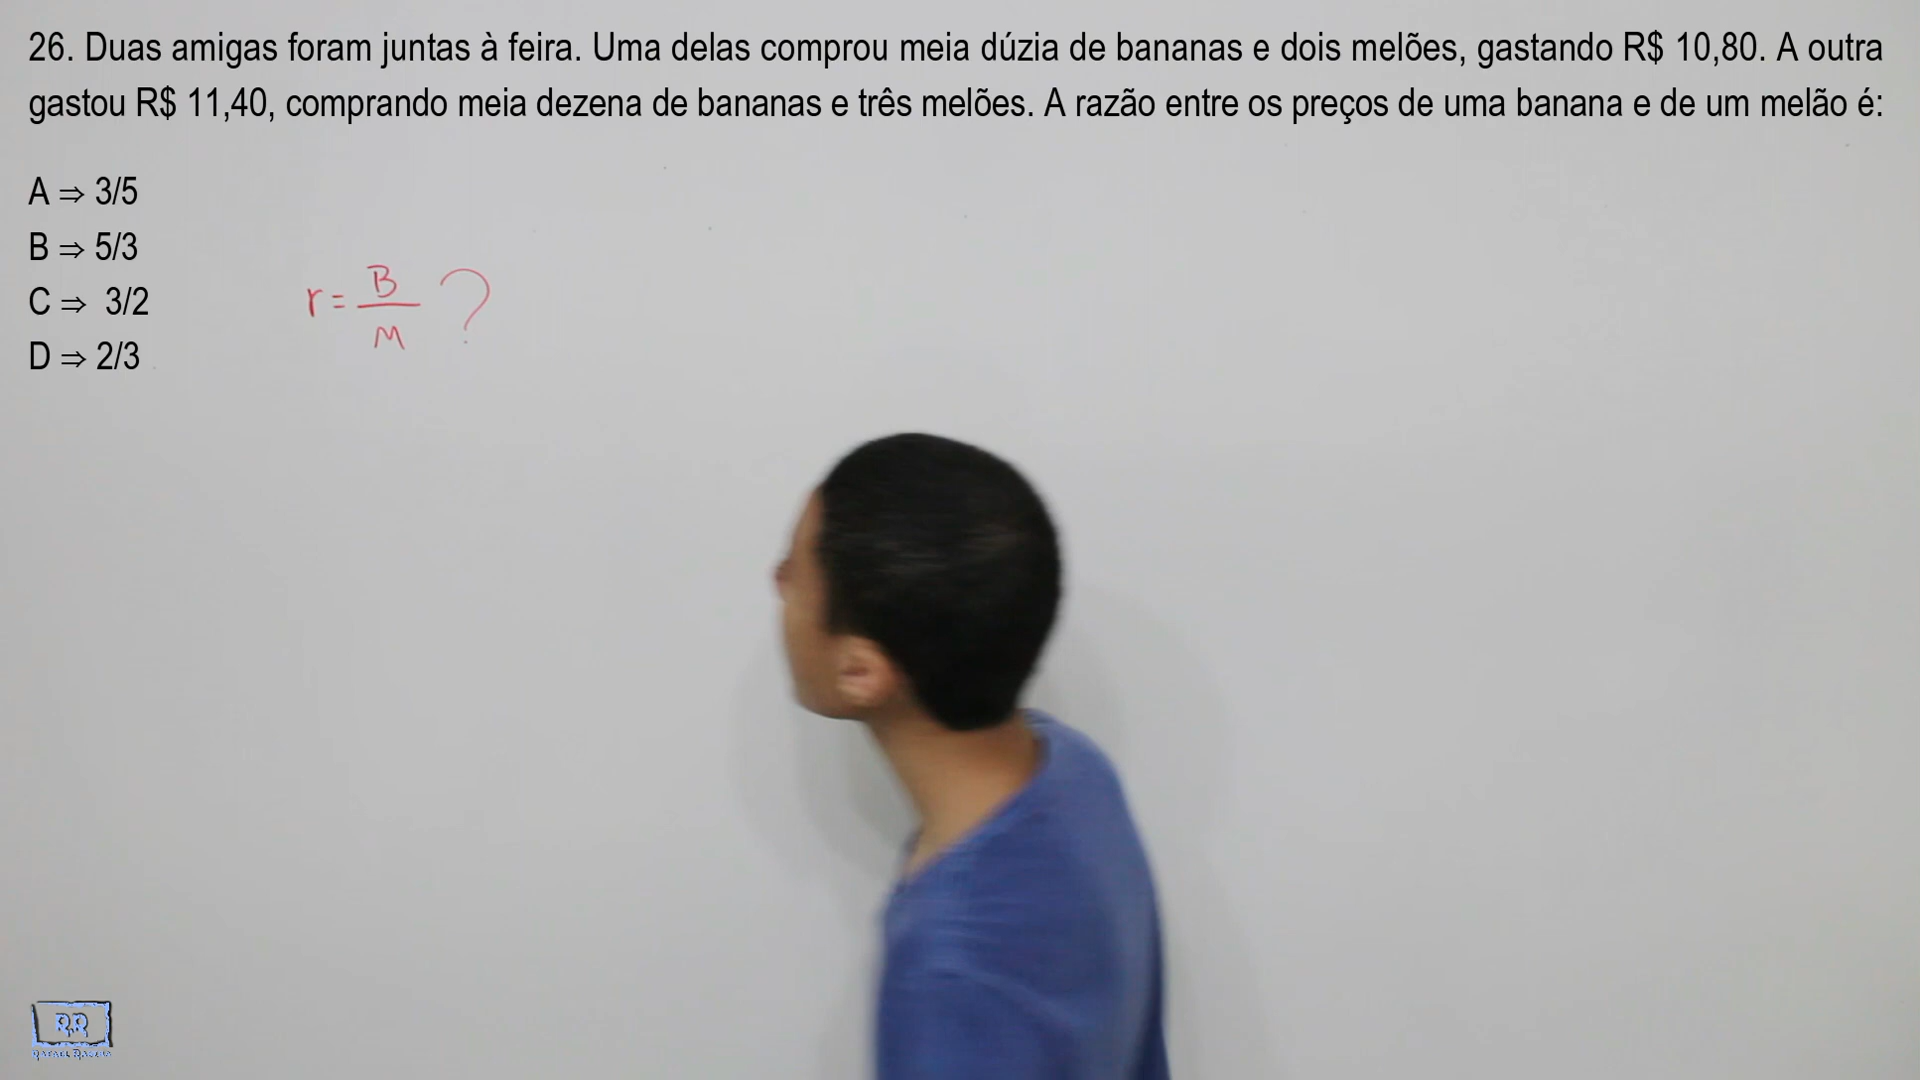 26. Duas amigas foram juntas à feira. Uma delas comprou meia dúzia de bananas e dois melões, gastando R$ 10,80. A outra
gastou R$ 11,40, comprando meia dezena de bananas e três melões. A razão entre os preços de uma banana e de um melão é:
A ⇒ 3/5
B ⇒ 5/3
C ⇒ 3/2
D ⇒ 2/3
r = B/M ?
RR